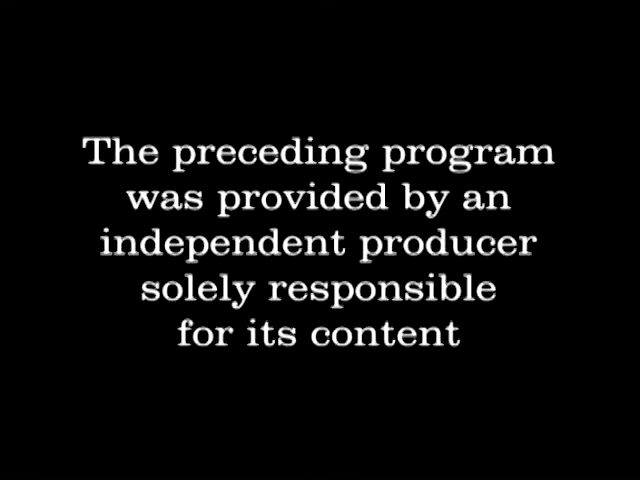 The preceding program
was provided by an
independent producer
solely responsible
for its content